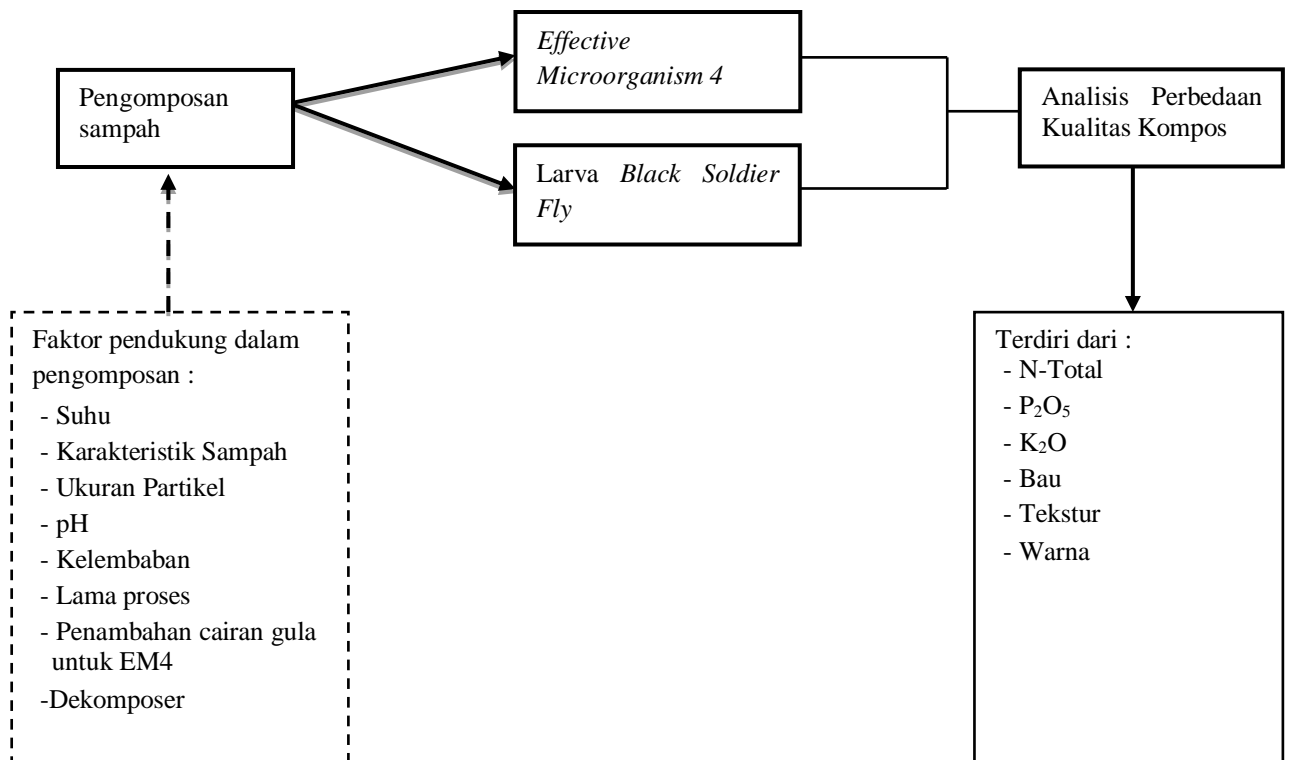 Pengomposan
sampah
Effective
Microorganism 4
Larva Black Soldier
Fly
Analisis Perbedaan
Kualitas Kompos
Faktor pendukung dalam
pengomposan :
- Suhu
- Karakteristik Sampah
- Ukuran Partikel
- pH
- Kelembaban
- Lama proses
- Penambahan cairan gula
untuk EM4
-Dekomposer
Terdiri dari :
- N-Total
- P₂O₅
- K₂O
- Bau
- Tekstur
- Warna